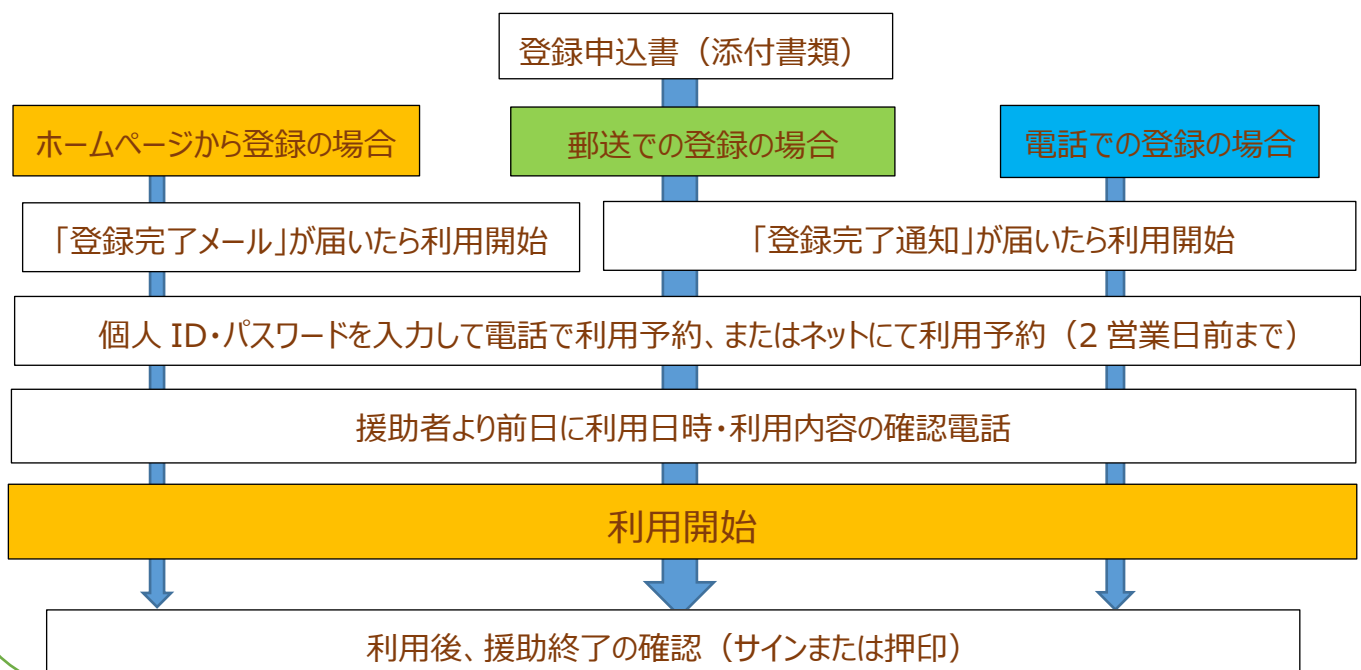 登録申込書（添付書類）
ホームページから登録の場合
郵送での登録の場合
電話での登録の場合
「登録完了メール」が届いたら利用開始
「登録完了通知」が届いたら利用開始
個人 ID・パスワードを入力して電話で利用予約、またはネットにて利用予約（2 営業日前まで）
援助者より前日に利用日時・利用内容の確認電話
利用開始
利用後、援助終了の確認（サインまたは押印）